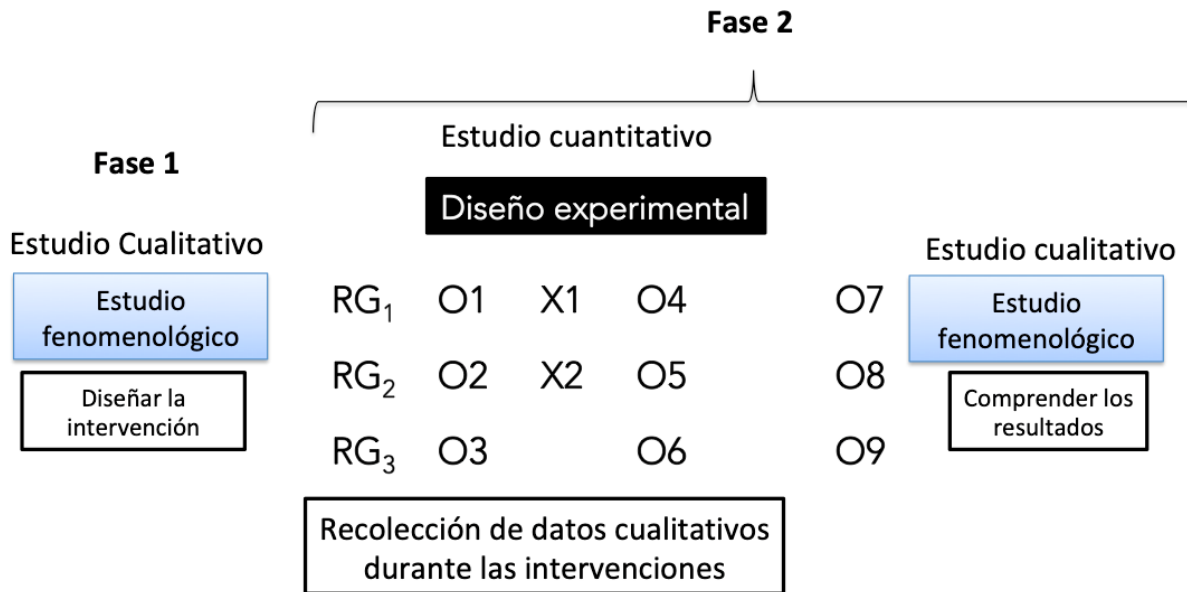 Fase 2
Estudio cuantitativo
Fase 1
Diseño experimental
Estudio Cualitativo
Estudio cualitativo
Estudio
fenomenológico
Diseñar la
intervención
RG₁ O1 X1 O4 O7
RG₂ O2 X2 O5 O8
RG₃ O3 O6 O9
Estudio
fenomenológico
Comprender los
resultados
Recolección de datos cualitativos
durante las intervenciones